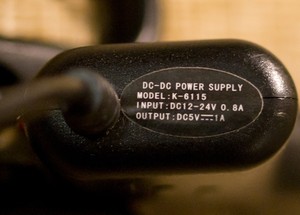 DC-DC POWER SUPPLY
MODEL:K-6115
INPUT:DC12-24V 0.8A
OUTPUT:DC5V⎓1A